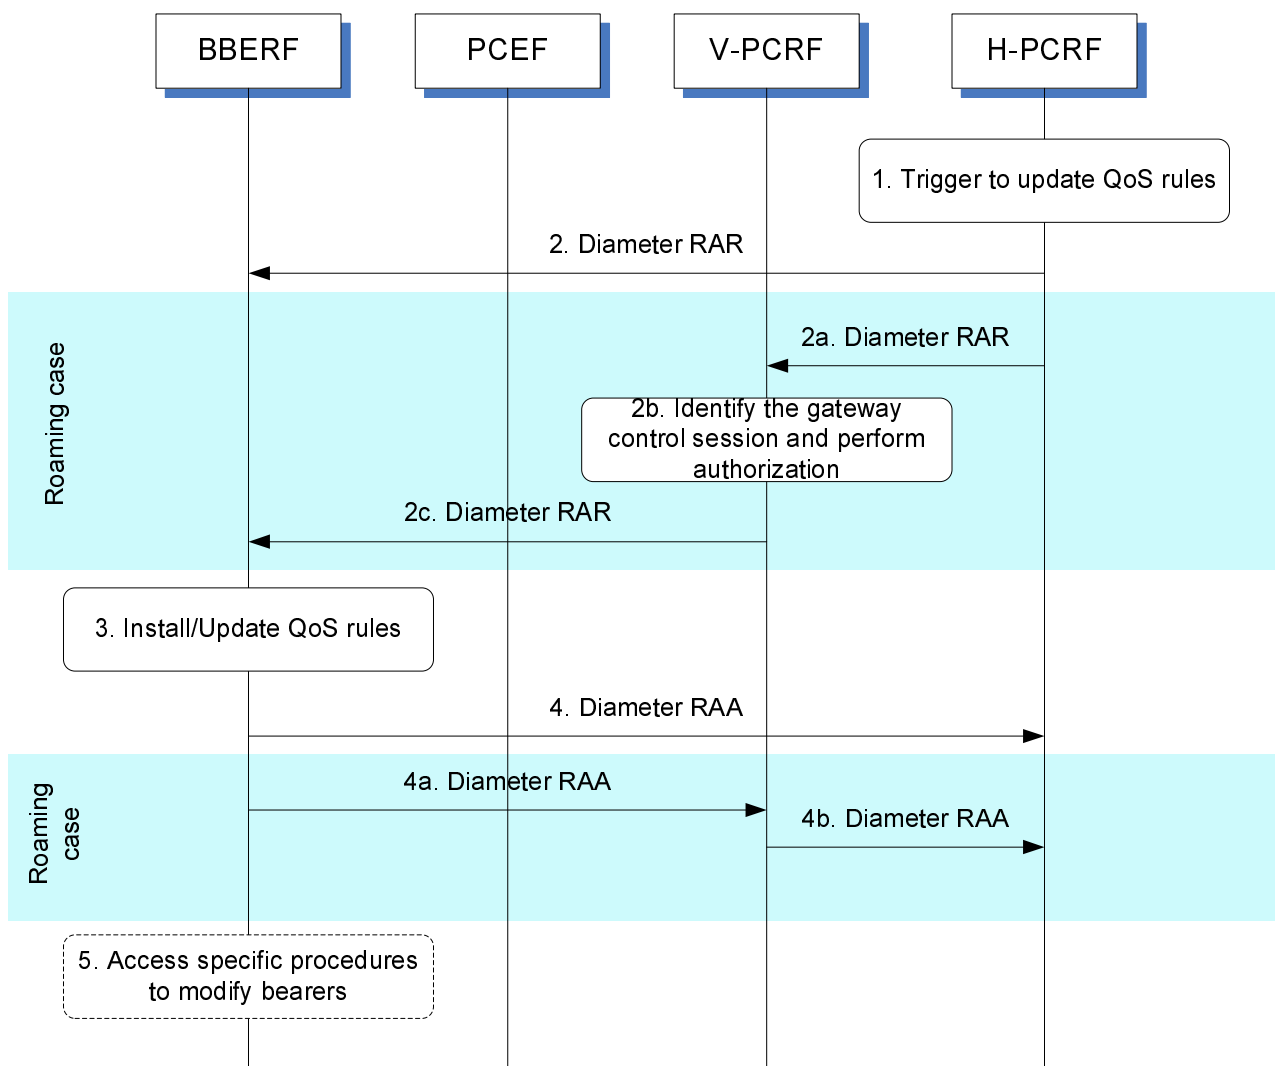 BBERF
PCEF
V-PCRF
H-PCRF
1. Trigger to update QoS rules
2. Diameter RAR
Roaming case
2a. Diameter RAR
2b. Identify the gateway
control session and perform
authorization
2c. Diameter RAR
3. Install/Update QoS rules
4. Diameter RAA
Roaming
case
4a. Diameter RAA
4b. Diameter RAA
5. Access specific procedures
to modify bearers